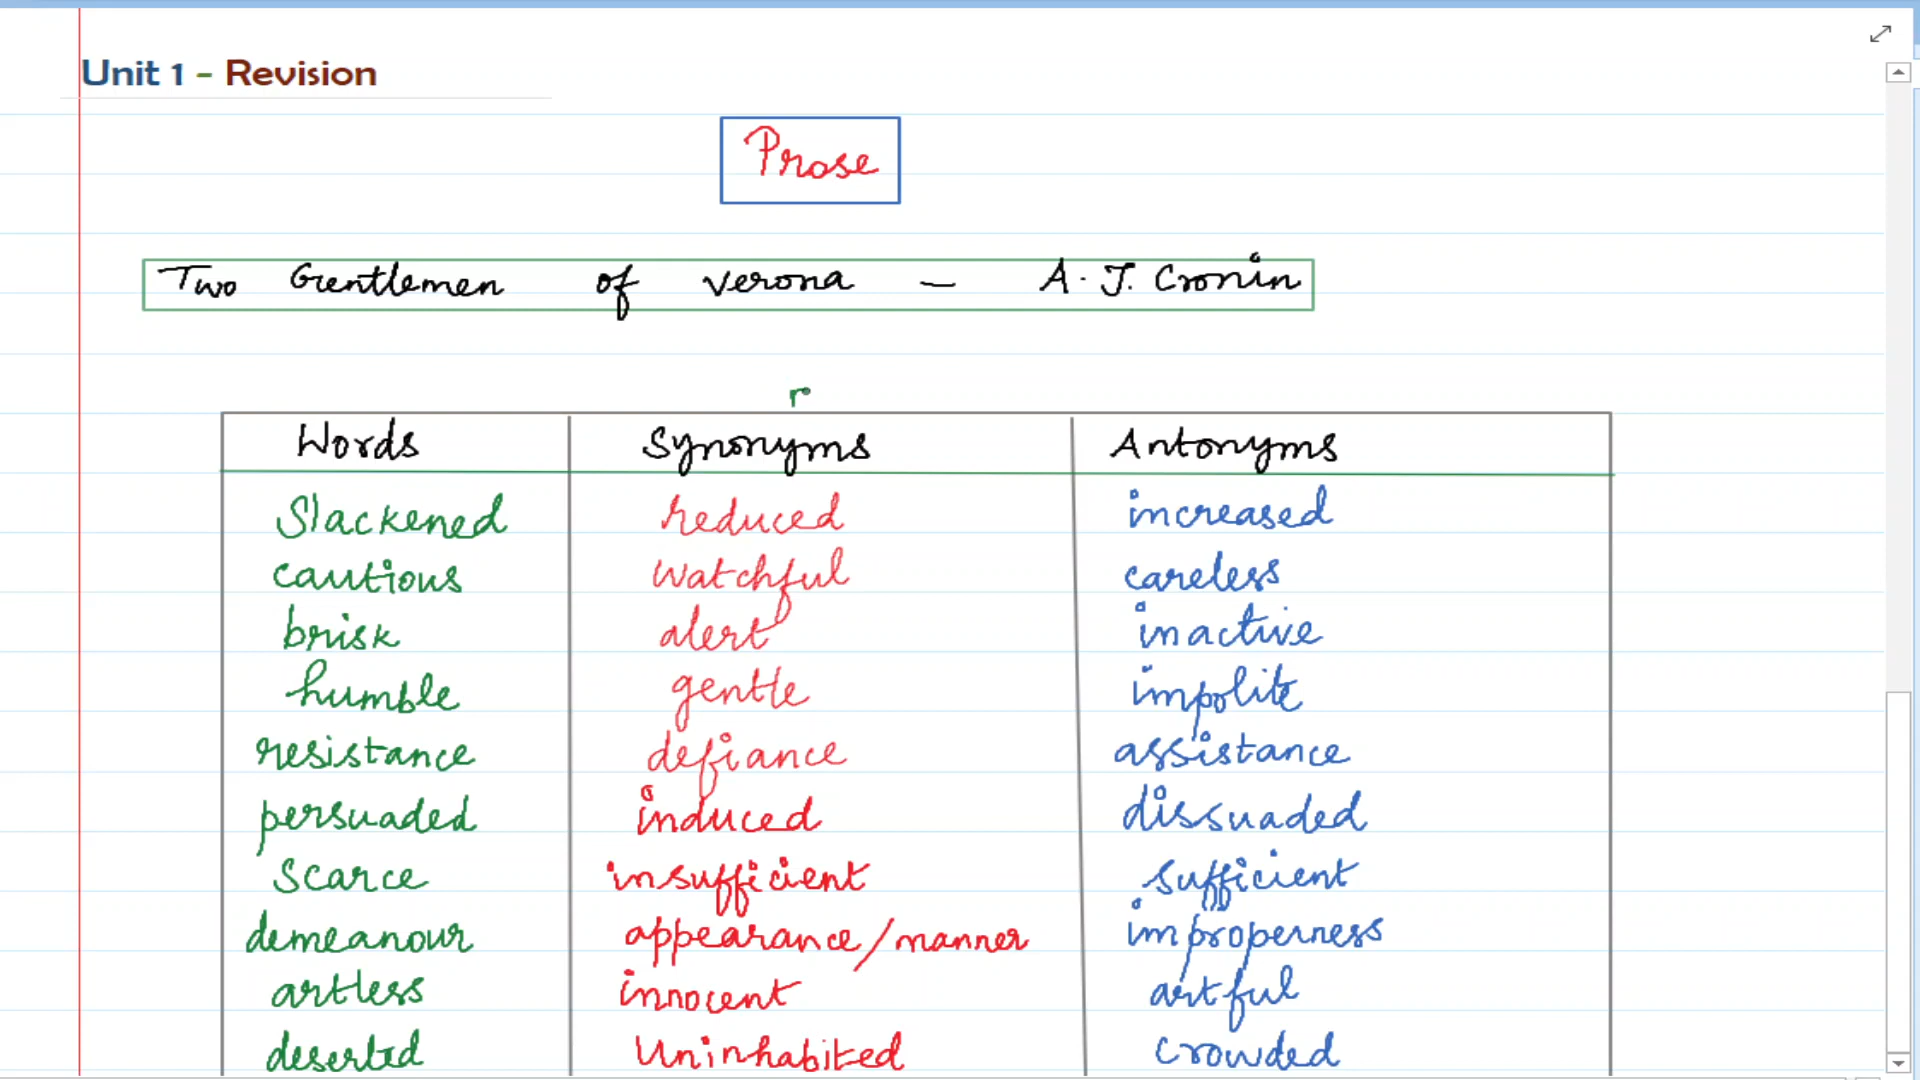 Unit 1 - Revision
Prose
Two Gentlemen of Verona - A. J. Cronin
r
Words Synonyms Antonyms
Slackened reduced increased
cautious watchful careless
brisk alert inactive
humble gentle impolite
resistance defiance assistance
persuaded induced dissuaded
Scarce insufficient sufficient
demeanour appearance/manner improperness
artless innocent artful
deserted Uninhabited crowded